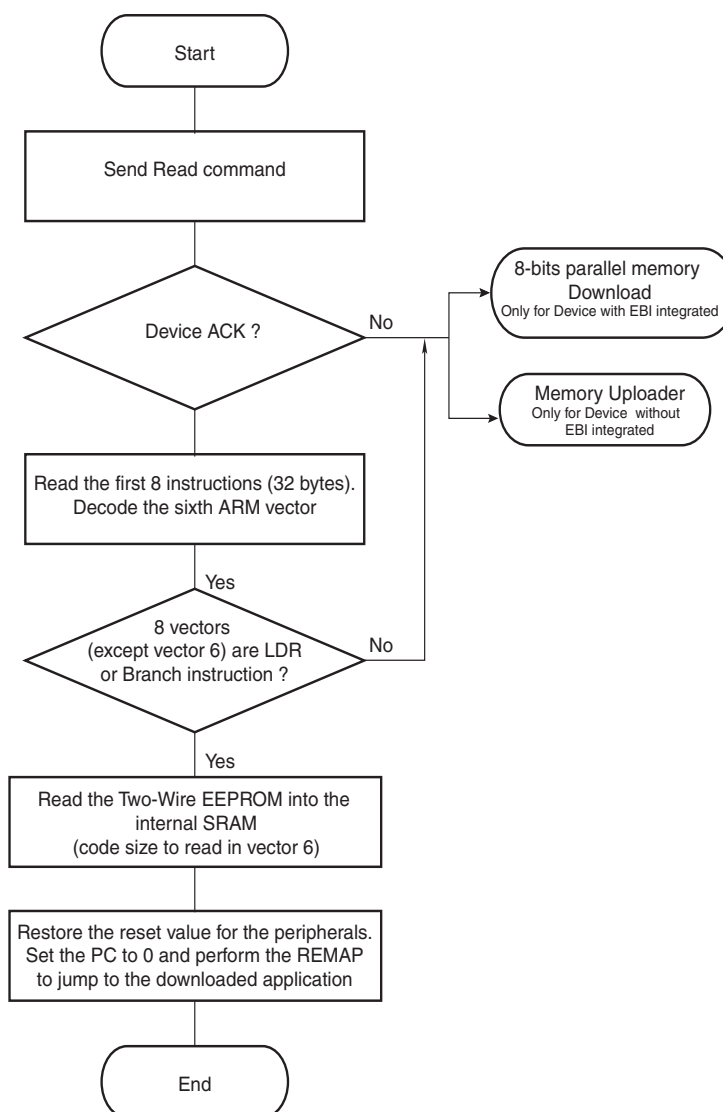 Start
Send Read command
Device ACK ?
No
8-bits parallel memory
Download
Only for Device with EBI integrated
Memory Uploader
Only for Device without
EBI integrated
Read the first 8 instructions (32 bytes).
Decode the sixth ARM vector
Yes
8 vectors
(except vector 6) are LDR
or Branch instruction ?
No
Yes
Read the Two-Wire EEPROM into the
internal SRAM
(code size to read in vector 6)
Restore the reset value for the peripherals.
Set the PC to 0 and perform the REMAP
to jump to the downloaded application
End